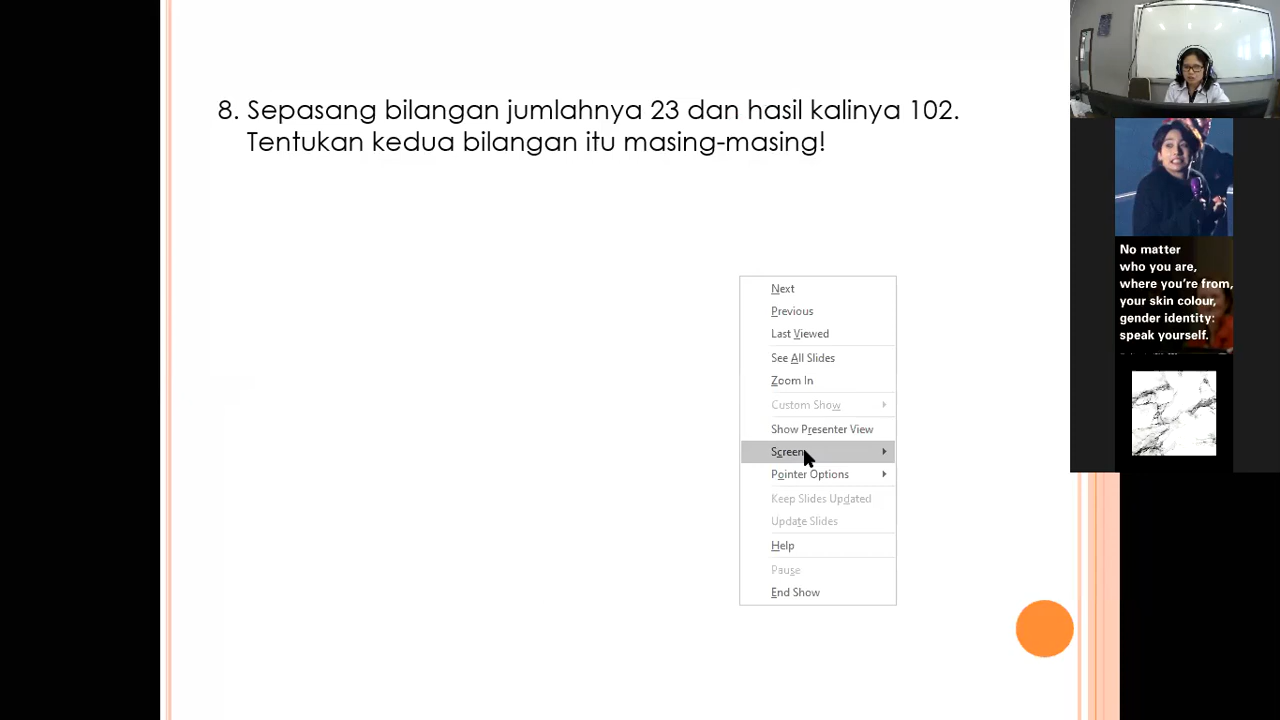 8. Sepasang bilangan jumlahnya 23 dan hasil kalinya 102.
Tentukan kedua bilangan itu masing-masing!
Next
Previous
Last Viewed
See All Slides
Zoom In
Custom Show
Show Presenter View
Screen
Pointer Options
Keep Slides Updated
Update Slides
Help
Pause
End Show
No matter
who you are,
where you're from,
your skin colour,
gender identity:
speak yourself.